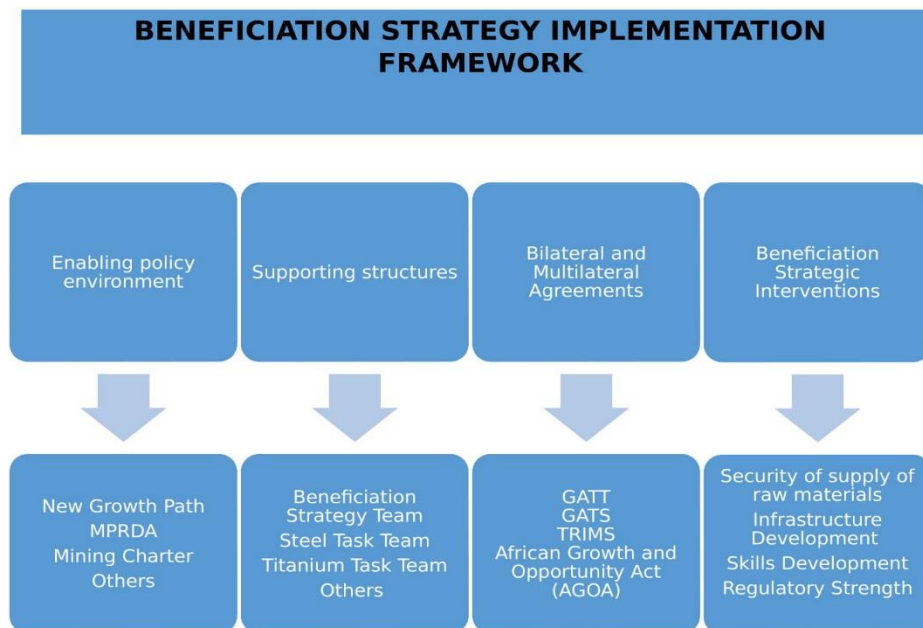 BENEFICIATION STRATEGY IMPLEMENTATION
FRAMEWORK
Enabling policy
environment
Supporting structures
Bilateral and
Multilateral
Agreements
Beneficiation
Strategic
Interventions
New Growth Path
MPRDA
Mining Charter
Others
Beneficiation
Strategy Team
Steel Task Team
Titanium Task Team
Others
GATT
GATS
TRIMS
African Growth and
Opportunity Act
(AGOA)
Security of supply of
raw materials
Infrastructure
Development
Skills Development
Regulatory Strength